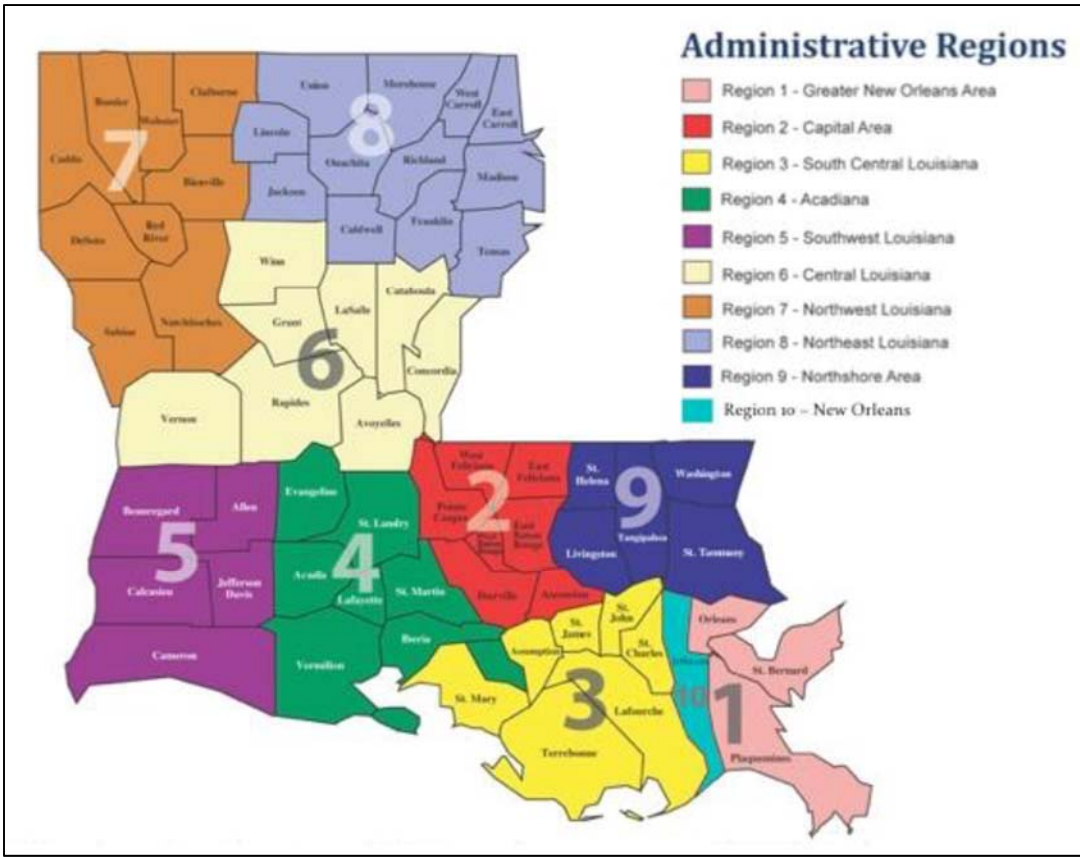 Administrative Regions
Region 1 - Greater New Orleans Area
Region 2 - Capital Area
Region 3 - South Central Louisiana
Region 4 - Acadiana
Region 5 - Southwest Louisiana
Region 6 - Central Louisiana
Region 7 - Northwest Louisiana
Region 8 - Northeast Louisiana
Region 9 - Northshore Area
Region 10 – New Orleans
7
Caddo
Bossier
Webster
Claiborne
Bienville
DeSoto
Red
River
Sabine
Natchitoches
8
Union
Morehouse
West
Carroll
East
Carroll
Lincoln
Ouachita
Richland
Madison
Jackson
Caldwell
Franklin
Tensas
6
Winn
Grant
LaSalle
Catahoula
Concordia
Vernon
Rapides
Avoyelles
5
Beauregard
Allen
Calcasieu
Jefferson
Davis
Cameron
4
Evangeline
St. Landry
Acadia
Lafayette
St. Martin
Iberia
Vermilion
2
West
Feliciana
East
Feliciana
Pointe
Coupee
West
Baton
Rouge
East
Baton
Rouge
Iberville
Ascension
9
St.
Helena
Washington
Livingston
Tangipahoa
St. Tammany
3
St.
James
St.
John
St.
Charles
Assumption
St. Mary
Lafourche
Terrebonne
10
Jefferson
1
Orleans
St. Bernard
Plaquemines